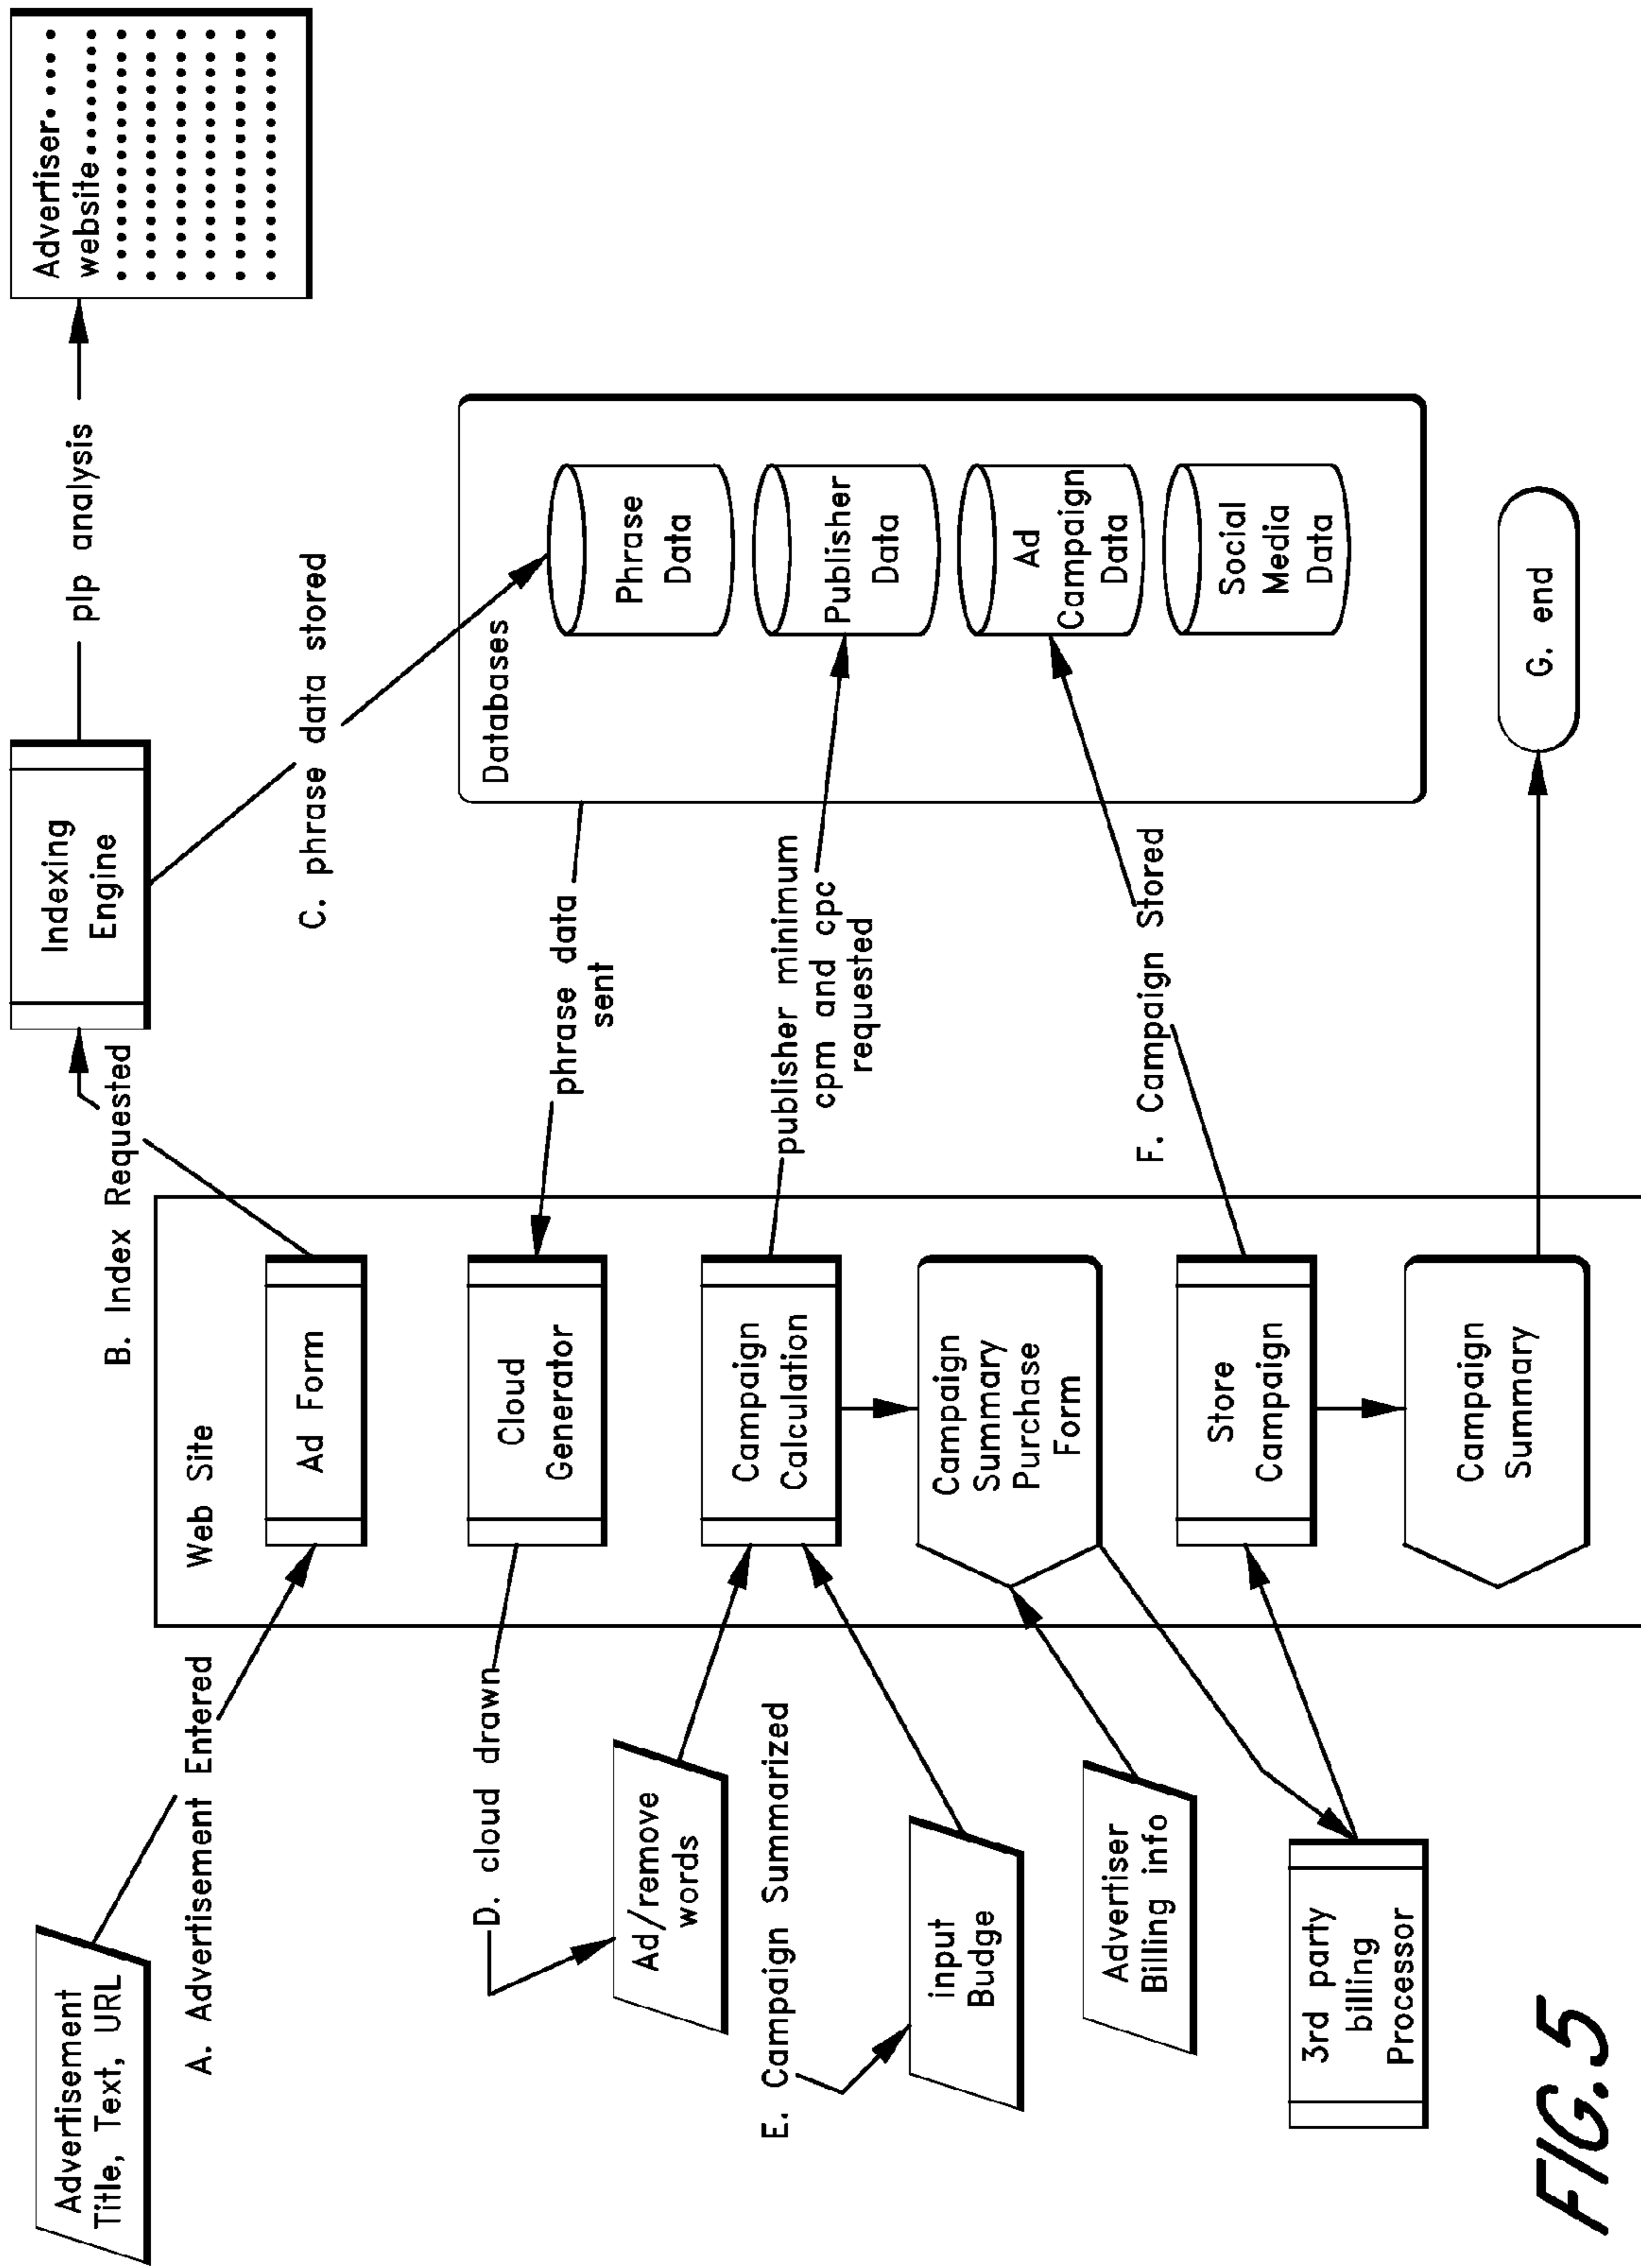 Advertisement
Title, Text, URL
A. Advertisement Entered
Web Site
Ad Form
B. Index Requested
Indexing
Engine
plp analysis
Advertiser
website
C. phrase data stored
Databases
Phrase
Data
Publisher
Data
Ad
Campaign
Data
Social
Media
Data
phrase data
sent
Cloud
Generator
D. cloud drawn
Ad/remove
words
Campaign
Calculation
publisher minimum
cpm and cpc
requested
E. Campaign Summarized
input
Budge
Campaign
Summary
Purchase
Form
Advertiser
Billing info
3rd party
billing
Processor
Store
Campaign
F. Campaign Stored
Campaign
Summary
G. end
FIG.5